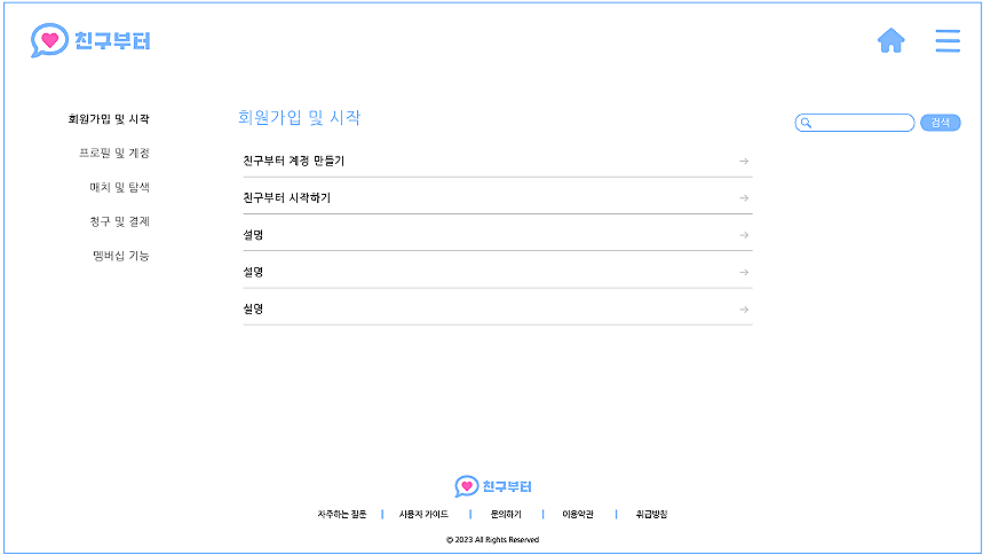 친구부터
회원가입 및 시작
프로필 및 계정
매치 및 탐색
청구 및 결제
멤버십 기능
회원가입 및 시작
검색
친구부터 계정 만들기
친구부터 시작하기
설명
설명
설명
친구부터
자주하는 질문 | 사용자 가이드 | 문의하기 | 이용약관 | 취급방침
© 2023 All Rights Reserved